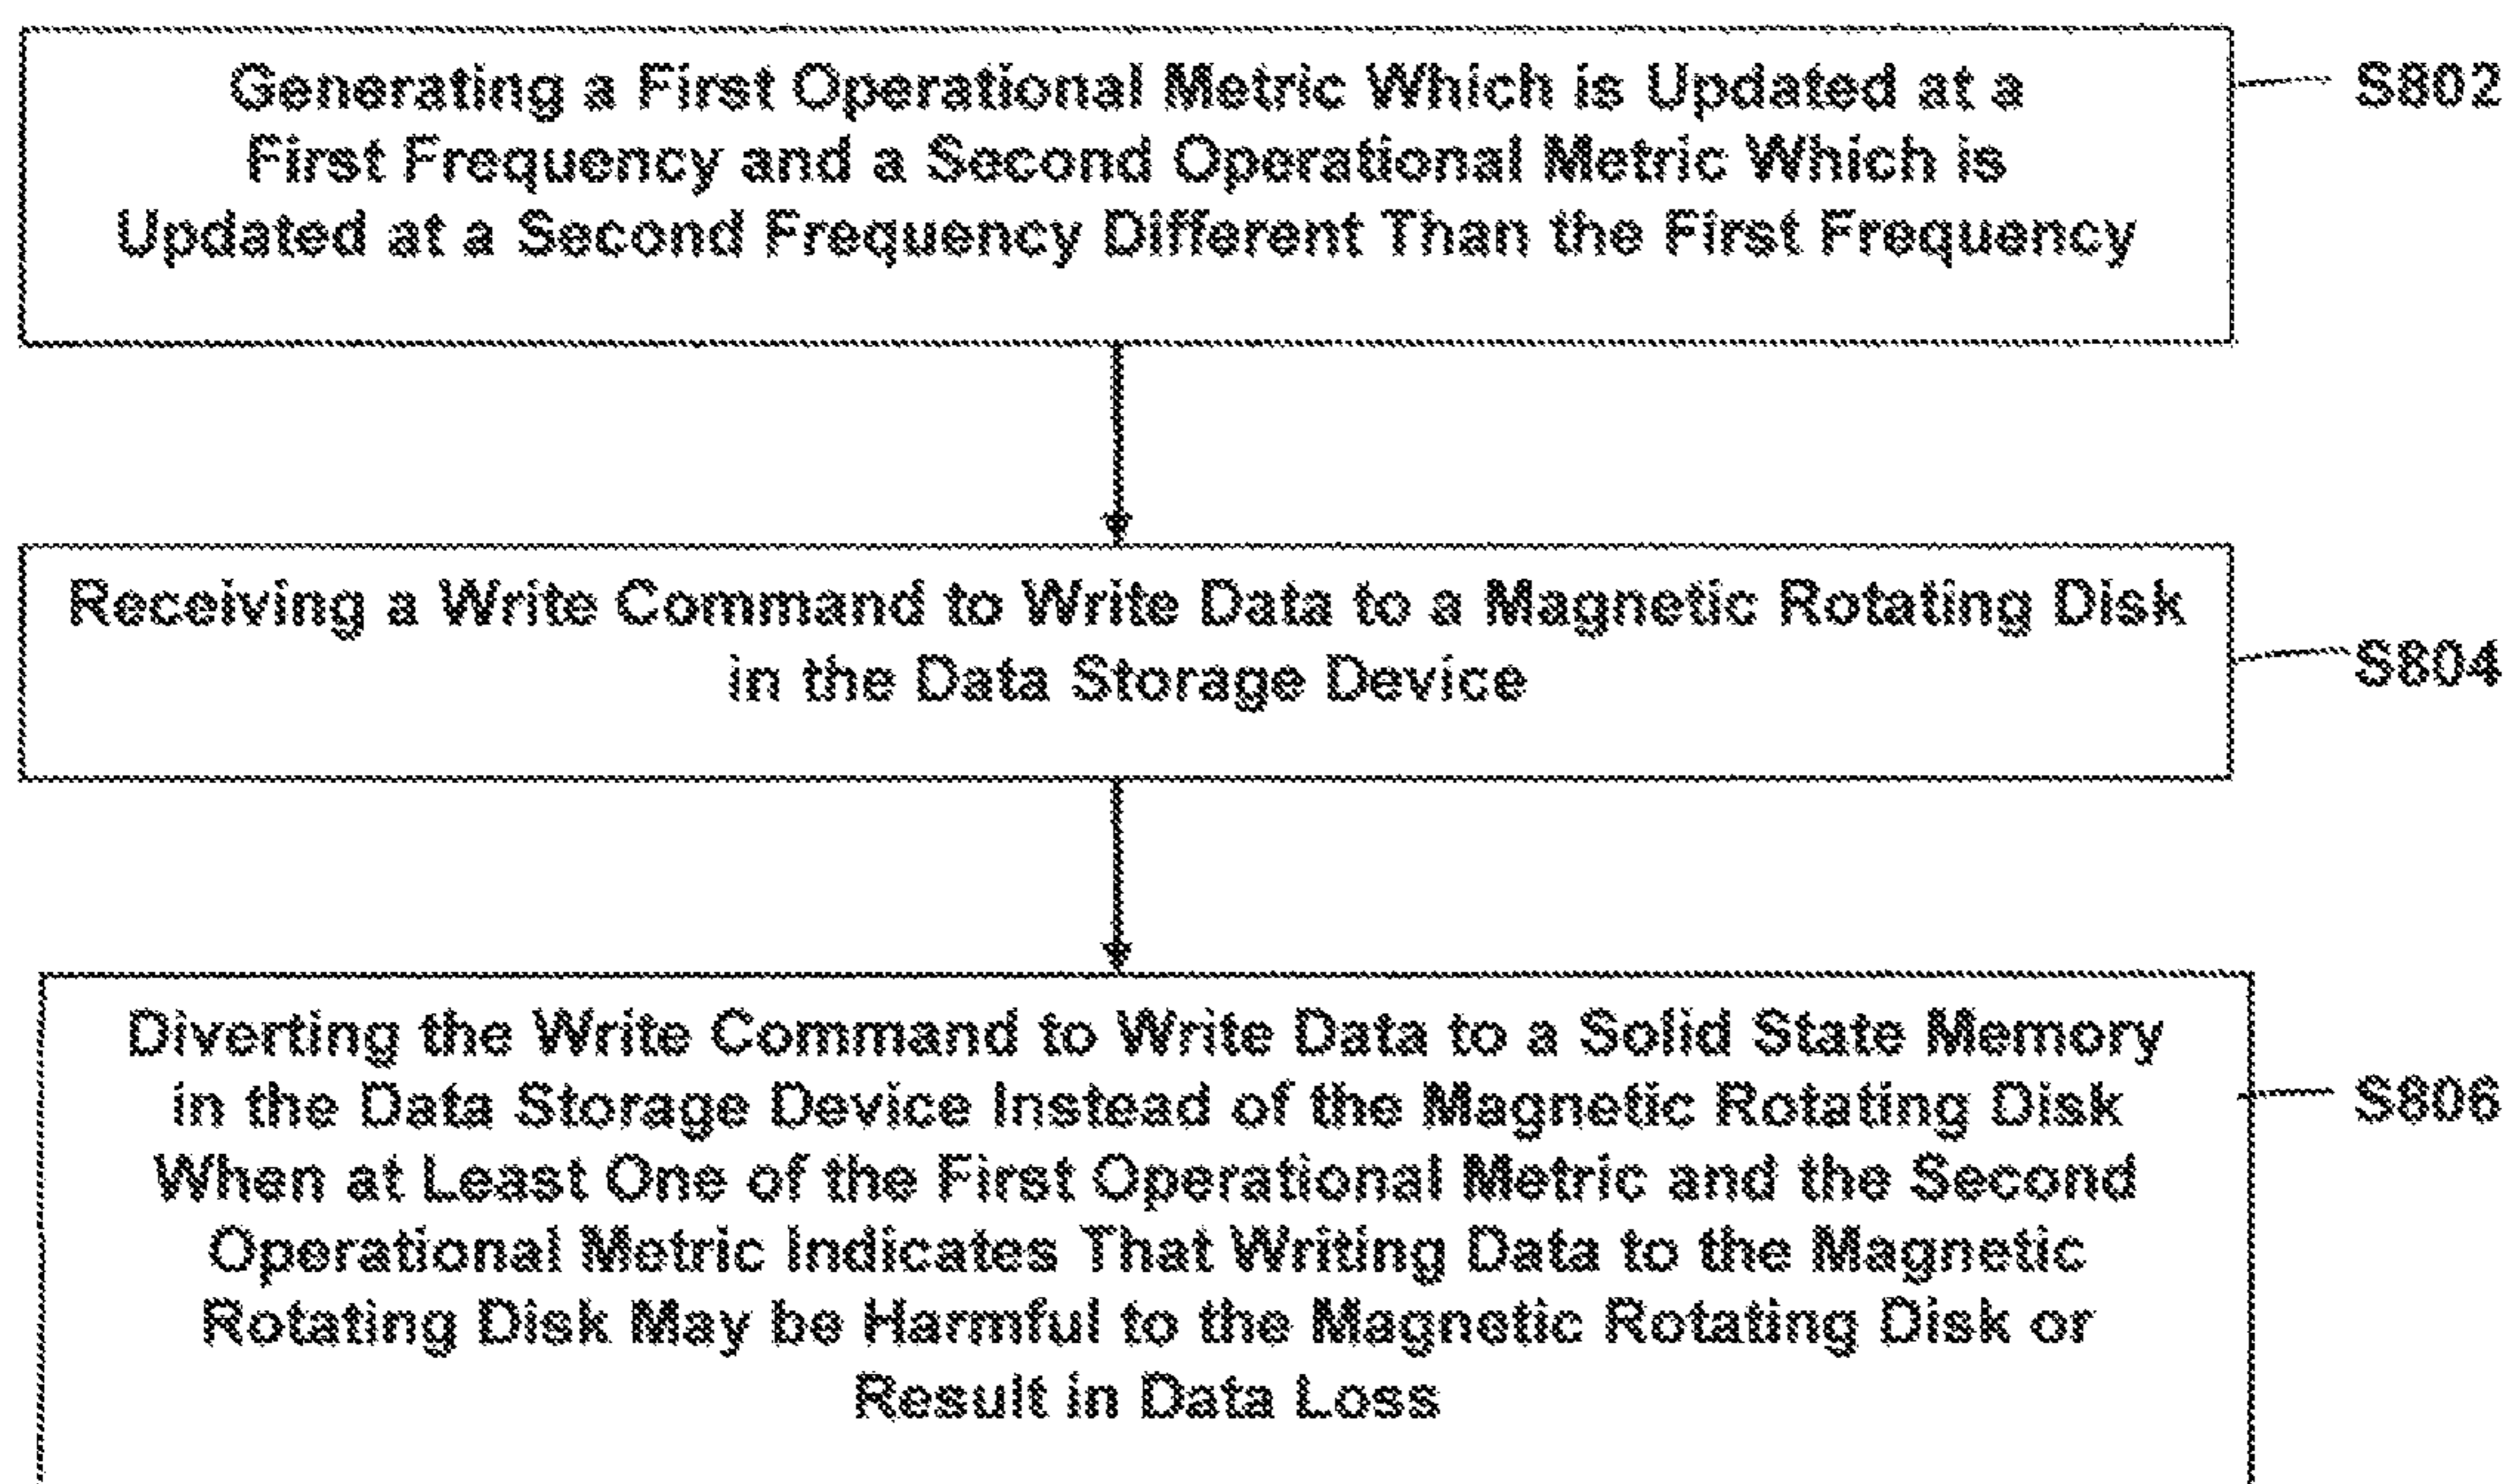 Generating a First Operational Metric Which is Updated at a
First Frequency and a Second Operational Metric Which is
Updated at a Second Frequency Different Than the First Frequency
S802
Receiving a Write Command to Write Data to a Magnetic Rotating Disk
in the Data Storage Device
S804
Diverting the Write Command to Write Data to a Solid State Memory
in the Data Storage Device Instead of the Magnetic Rotating Disk
When at Least One of the First Operational Metric and the Second
Operational Metric Indicates That Writing Data to the Magnetic
Rotating Disk May be Harmful to the Magnetic Rotating Disk or
Result in Data Loss
S806